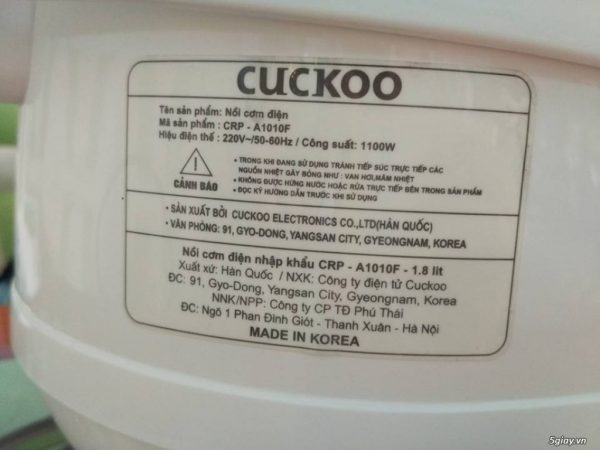 CUCKOO
Tên sản phẩm: Nồi cơm điện
Mã sản phẩm : CRP - A1010F
Hiệu điện thế : 220V~/50-60Hz / Công suất: 1100W
CẢNH BÁO
• TRONG KHI ĐANG SỬ DỤNG TRÁNH TIẾP SÚC TRỰC TIẾP CÁC
NGUỒN NHIỆT GÂY BỎNG NHƯ : VAN HƠI,MÂM NHIỆT
• KHÔNG ĐƯỢC HỨNG NƯỚC HOẶC RỬA TRỰC TIẾP BÊN TRONG SẢN PHẨM
• ĐỌC KỸ HƯỚNG DẪN TRƯỚC KHI SỬ DỤNG
• SẢN XUẤT BỞI CUCKOO ELECTRONICS CO.,LTD(HÀN QUỐC)
• VĂN PHÒNG: 91, GYO-DONG, YANGSAN CITY, GYEONGNAM, KOREA
Nồi cơm điện nhập khẩu CRP - A1010F - 1.8 lit
Xuất xứ: Hàn Quốc / NXK: Công ty điện tử Cuckoo
ĐC: 91, Gyo-Dong, Yangsan City, Gyeongnam, Korea
NNK/NPP: Công ty CP TĐ Phú Thái
ĐC: Ngõ 1 Phan Đình Giót - Thanh Xuân - Hà Nội
MADE IN KOREA
5giay.vn